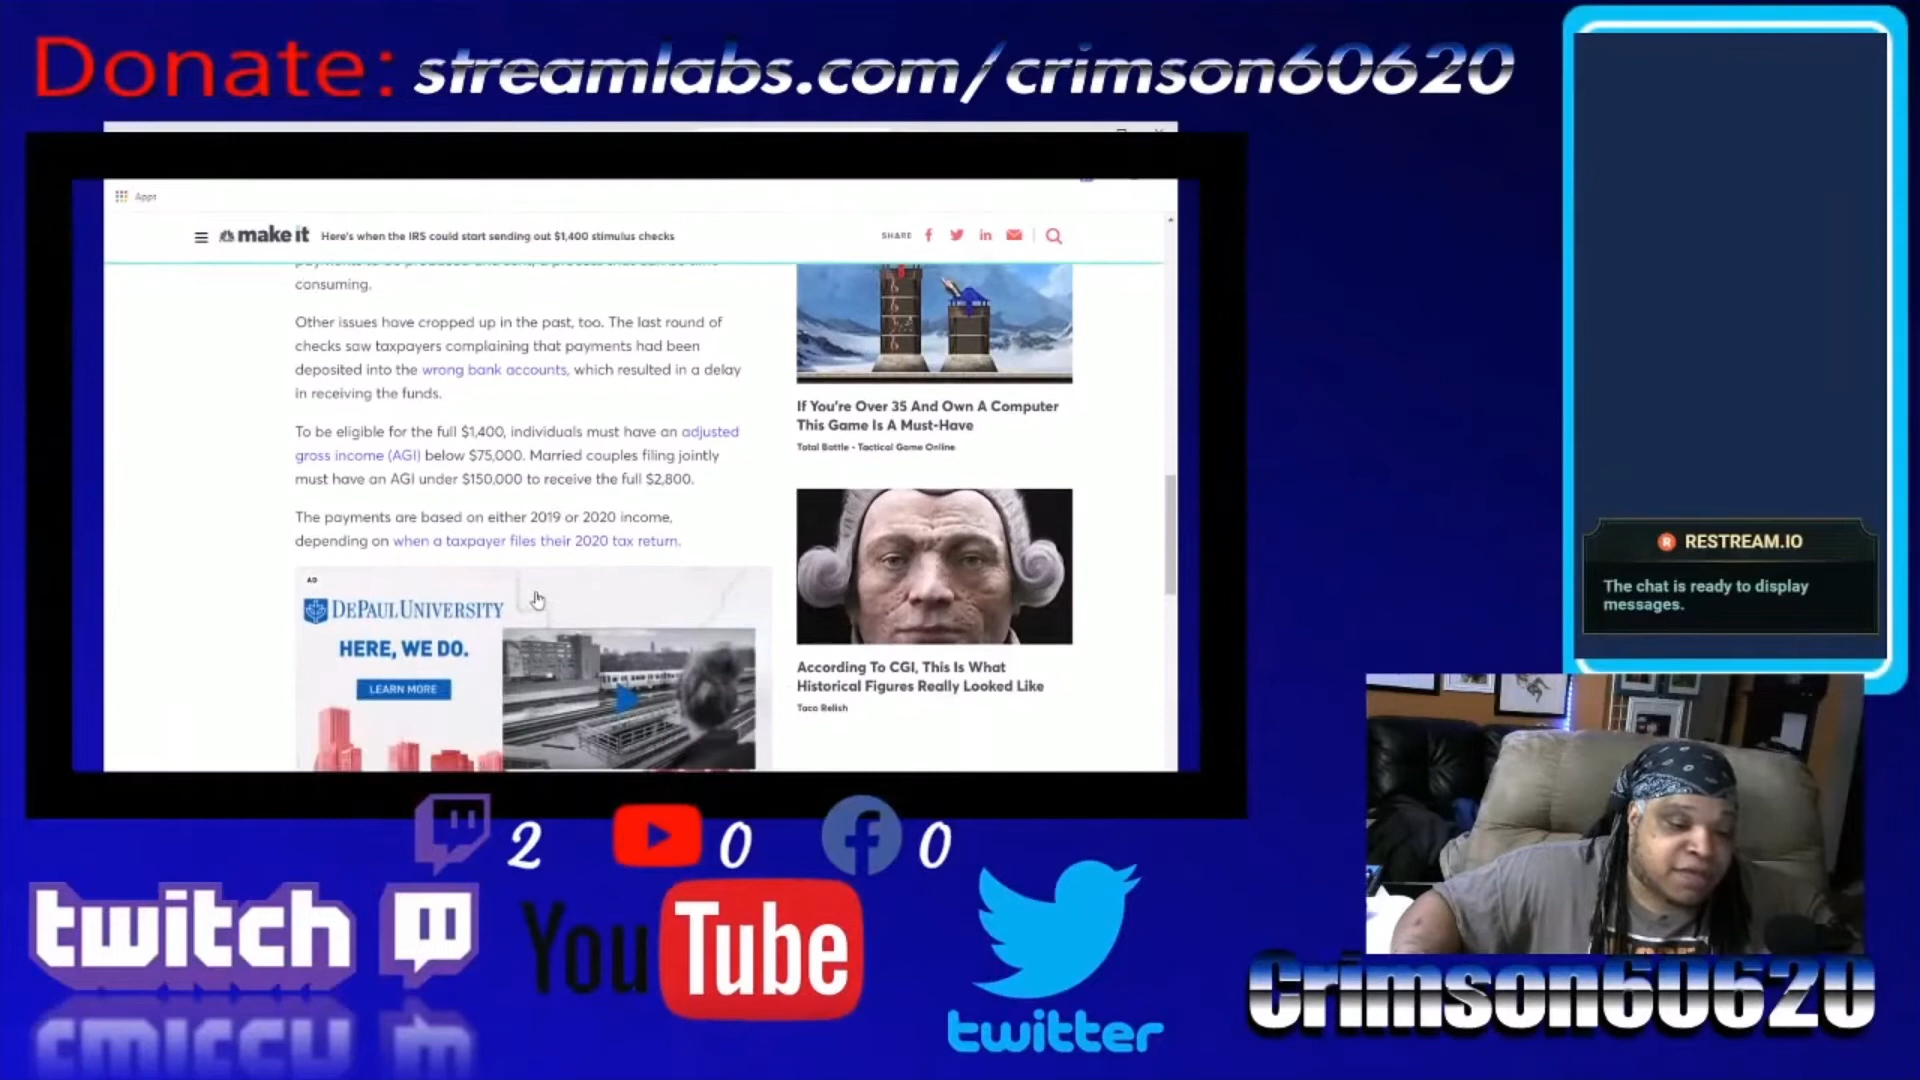 Donate: streamlabs.com/crimson60620
Apps
make it Here's when the IRS could start sending out $1,400 stimulus checks SHARE
consuming.
Other issues have cropped up in the past, too. The last round of
checks saw taxpayers complaining that payments had been
deposited into the wrong bank accounts, which resulted in a delay
in receiving the funds.
To be eligible for the full $1,400, individuals must have an adjusted
gross income (AGI) below $75,000. Married couples filing jointly
must have an AGI under $150,000 to receive the full $2,800.
The payments are based on either 2019 or 2020 income,
depending on when a taxpayer files their 2020 tax return.
AD
DEPAUL UNIVERSITY
HERE, WE DO.
LEARN MORE
If You're Over 35 And Own A Computer
This Game Is A Must-Have
Total Battle - Tactical Game Online
According To CGI, This Is What
Historical Figures Really Looked Like
Taco Relish
RESTREAM.IO
The chat is ready to display
messages.
2 0 0
twitch
YouTube
twitter
Crimson60620